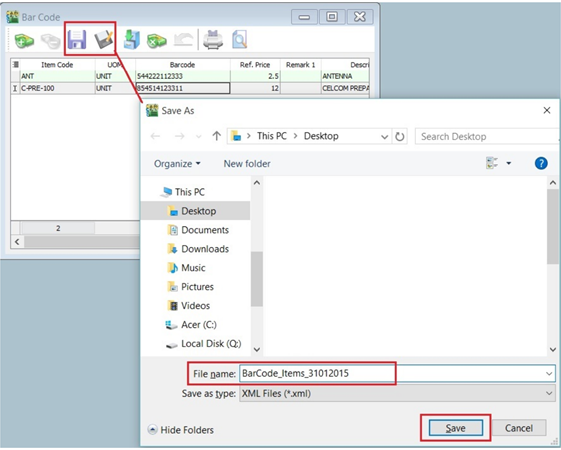 Bar Code
Item Code UOM Barcode Ref. Price Remark 1 Descri
ANT UNIT 544222112333 2.5 ANTENNA
C-PRE-100 UNIT 854514123311 12 CELCOM PREPA
2
Save As
This PC > Desktop
Search Desktop
Organize
New folder
This PC
Desktop
Documents
Downloads
Music
Pictures
Videos
Acer (C:)
Local Disk (Q:)
File name: BarCode_Items_31012015
Save as type: XML Files (*.xml)
Hide Folders
Save
Cancel